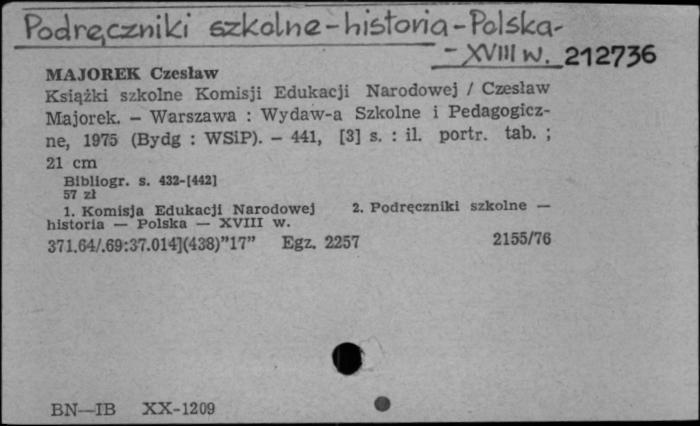 Podręczniki szkolne-historia-Polska-
- XVIII w. 212736
MAJOREK Czesław
Książki szkolne Komisji Edukacji Narodowej / Czesław
Majorek. — Warszawa : Wydaw-a Szkolne i Pedagogicz-
ne, 1975 (Bydg : WSiP). — 441, [3] s. : il. portr. tab. ;
21 cm
Bibliogr. s. 432-[442]
57 zł
1. Komisja Edukacji Narodowej 2. Podręczniki szkolne —
historia — Polska — XVIII w.
371.64/.69:37.014](438)"17" Egz. 2257 2155/76
BN—IB XX-1209